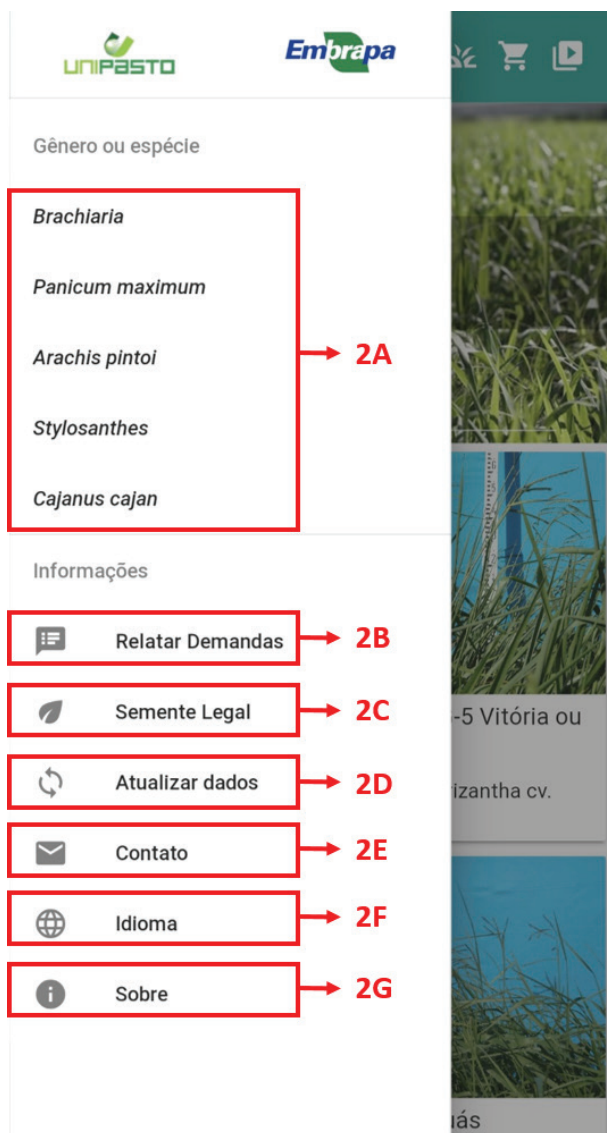 UNIPASTO
Embrapa
Gênero ou espécie
Brachiaria
Panicum maximum
Arachis pintoi
2A
Stylosanthes
Cajanus cajan
Informações
Relatar Demandas
2B
Semente Legal
2C
-5 Vitória ou
Atualizar dados
2D
rizantha cv.
Contato
2E
Idioma
2F
Sobre
2G
uás